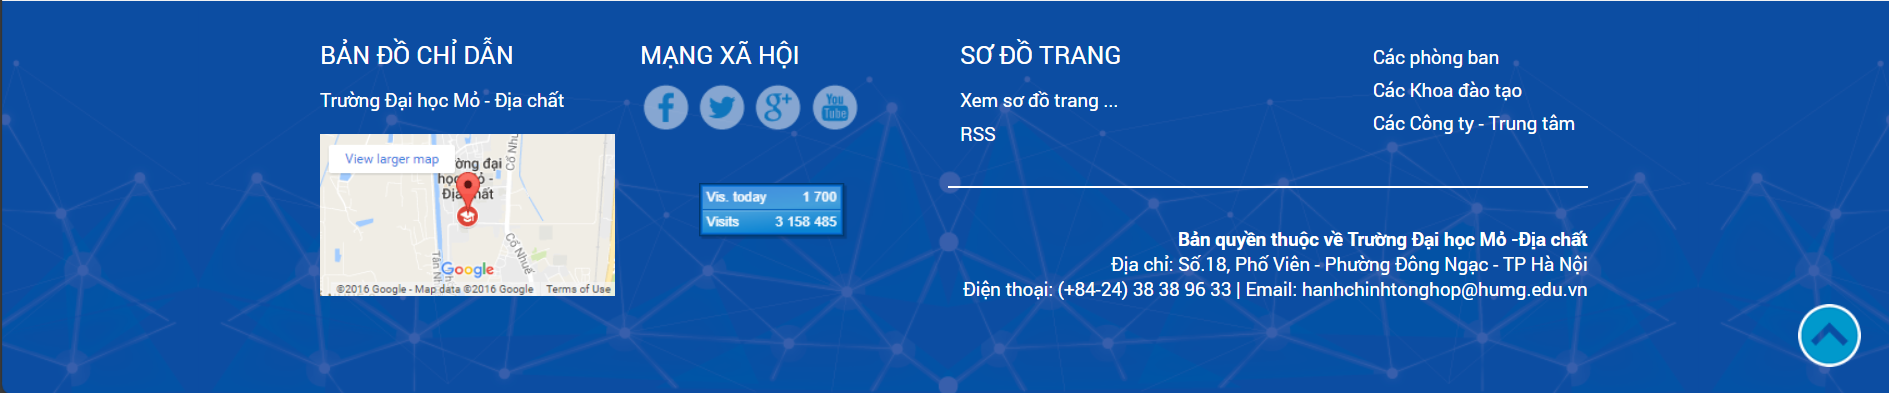 BẢN ĐỒ CHỈ DẪN
Trường Đại học Mỏ - Địa chất
View larger map
ờng đại
học Mỏ -
Địa chất
Cổ Nhuế
Google
©2016 Google - Map data ©2016 Google
Terms of Use
MẠNG XÃ HỘI
f
g+
You
Tube
Vis. today 1 700
Visits 3 158 485
SƠ ĐỒ TRANG
Xem sơ đồ trang ...
RSS
Các phòng ban
Các Khoa đào tạo
Các Công ty - Trung tâm
Bản quyền thuộc về Trường Đại học Mỏ -Địa chất
Địa chỉ: Số.18, Phố Viên - Phường Đông Ngạc - TP Hà Nội
Điện thoại: (+84-24) 38 38 96 33 | Email: hanhchinhtonghop@humg.edu.vn